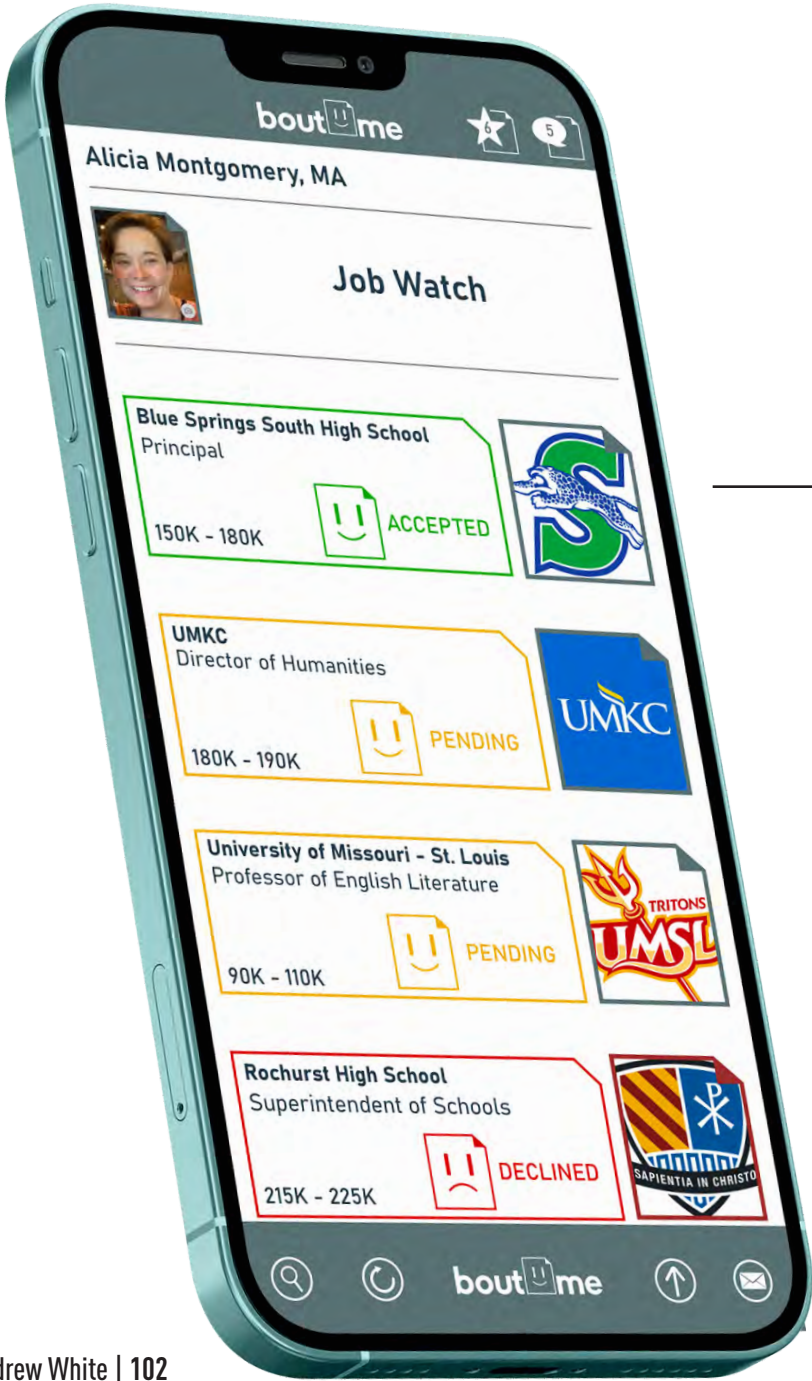 bout me
6
5
Alicia Montgomery, MA
Job Watch
Blue Springs South High School
Principal
150K - 180K
ACCEPTED
S
UMKC
Director of Humanities
180K - 190K
PENDING
UMKC
University of Missouri - St. Louis
Professor of English Literature
90K - 110K
PENDING
TRITONS
UMSL
Rochurst High School
Superintendent of Schools
215K - 225K
DECLINED
SAPIENTIA IN CHRISTO
bout me
drew White | 102